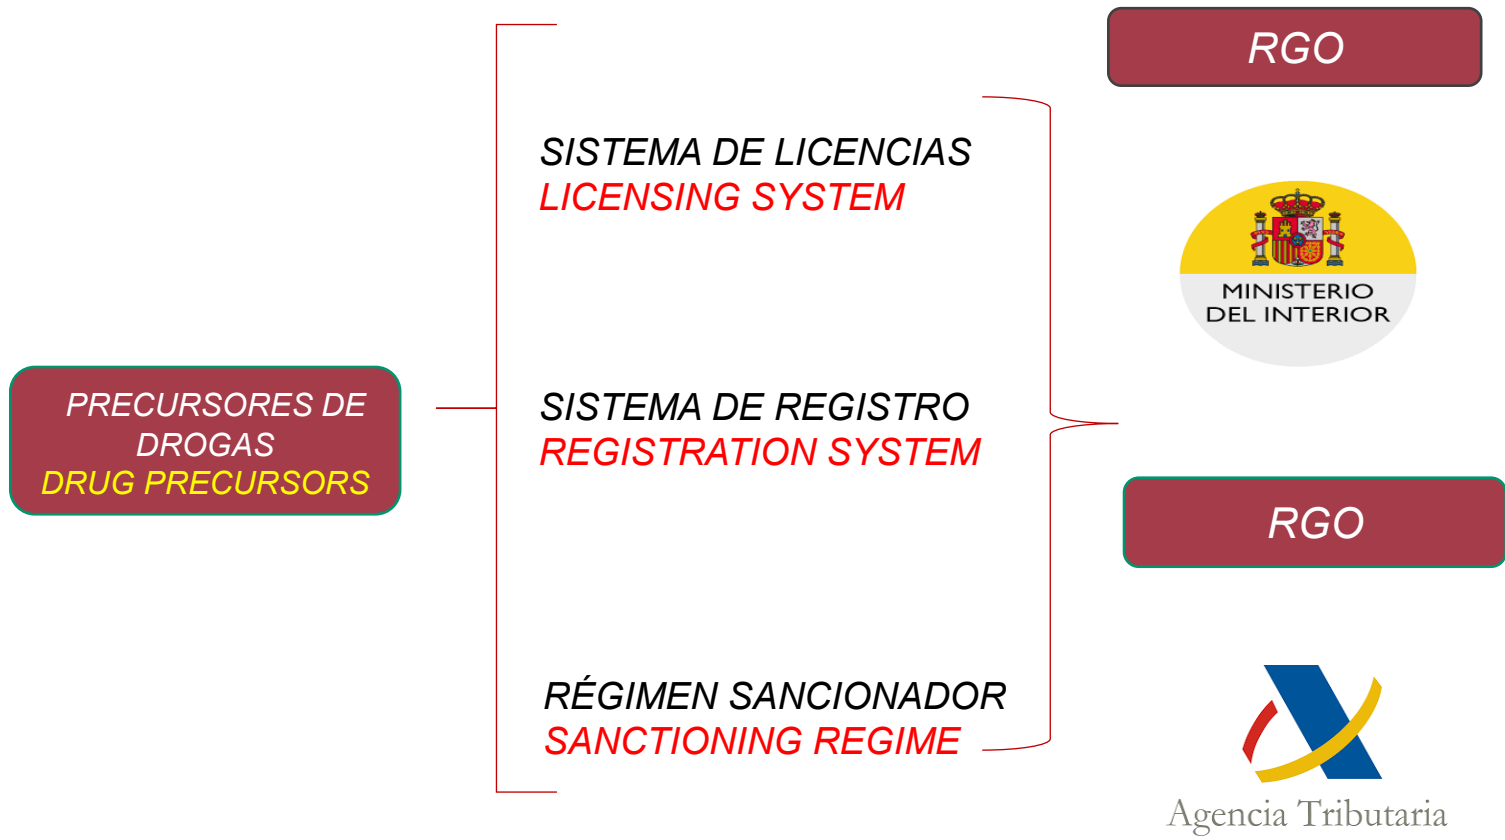 PRECURSORES DE
DROGAS
DRUG PRECURSORS
SISTEMA DE LICENCIAS
LICENSING SYSTEM
SISTEMA DE REGISTRO
REGISTRATION SYSTEM
RÉGIMEN SANCIONADOR
SANCTIONING REGIME
RGO
MINISTERIO
DEL INTERIOR
RGO
Agencia Tributaria